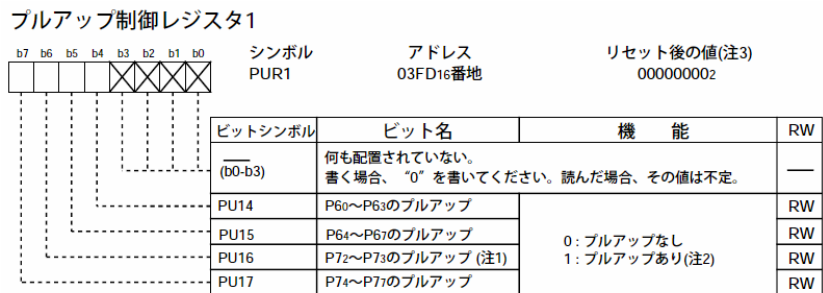 プルアップ制御レジスタ1
b7 b6 b5 b4 b3 b2 b1 b0
シンボル アドレス リセット後の値(注3)
PUR1 03FD16番地 000000002
ビットシンボル ビット名 機 能 RW
(b0-b3) 何も配置されていない。
書く場合、“0”を書いてください。読んだ場合、その値は不定。
—
PU14 P60～P63のプルアップ RW
PU15 P64～P67のプルアップ RW
PU16 P72～P73のプルアップ (注1) RW
PU17 P74～P77のプルアップ RW
0 : プルアップなし
1 : プルアップあり(注2)